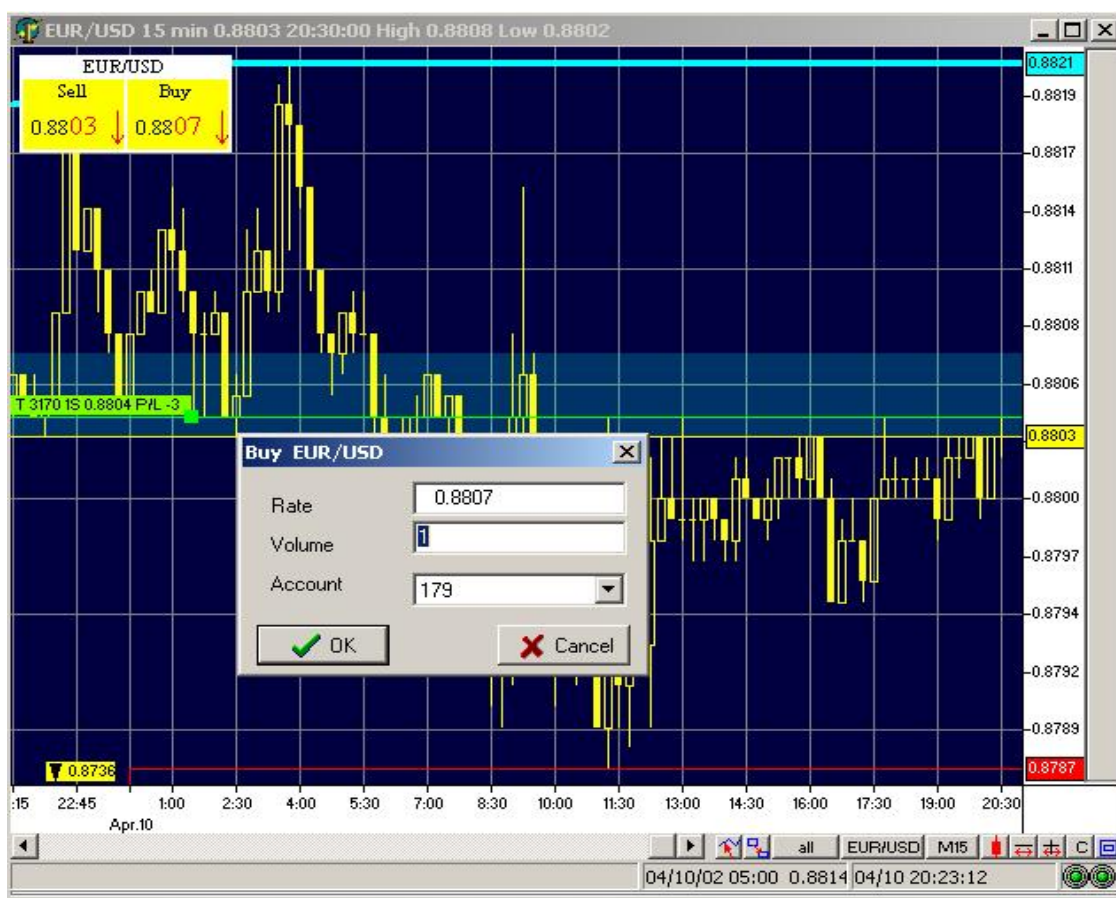 EUR/USD 15 min 0.8803 20:30:00 High 0.8808 Low 0.8802
EUR/USD
Sell Buy
0.8803 0.8807
0.8821
0.8819
0.8817
0.8814
0.8811
0.8808
0.8806
T 3170 1S 0.8804 P/L -3
0.8803
Buy EUR/USD
Rate 0.8807
0.8800
Volume 1
0.8797
Account 179
0.8794
OK Cancel
0.8792
0.8789
0.8736
0.8787
:15 22:45 1:00 2:30 4:00 5:30 7:00 8:30 10:00 11:30 13:00 14:30 16:00 17:30 19:00 20:30
Apr.10
all EUR/USD M15 C
04/10/02 05:00 0.8814 04/10 20:23:12